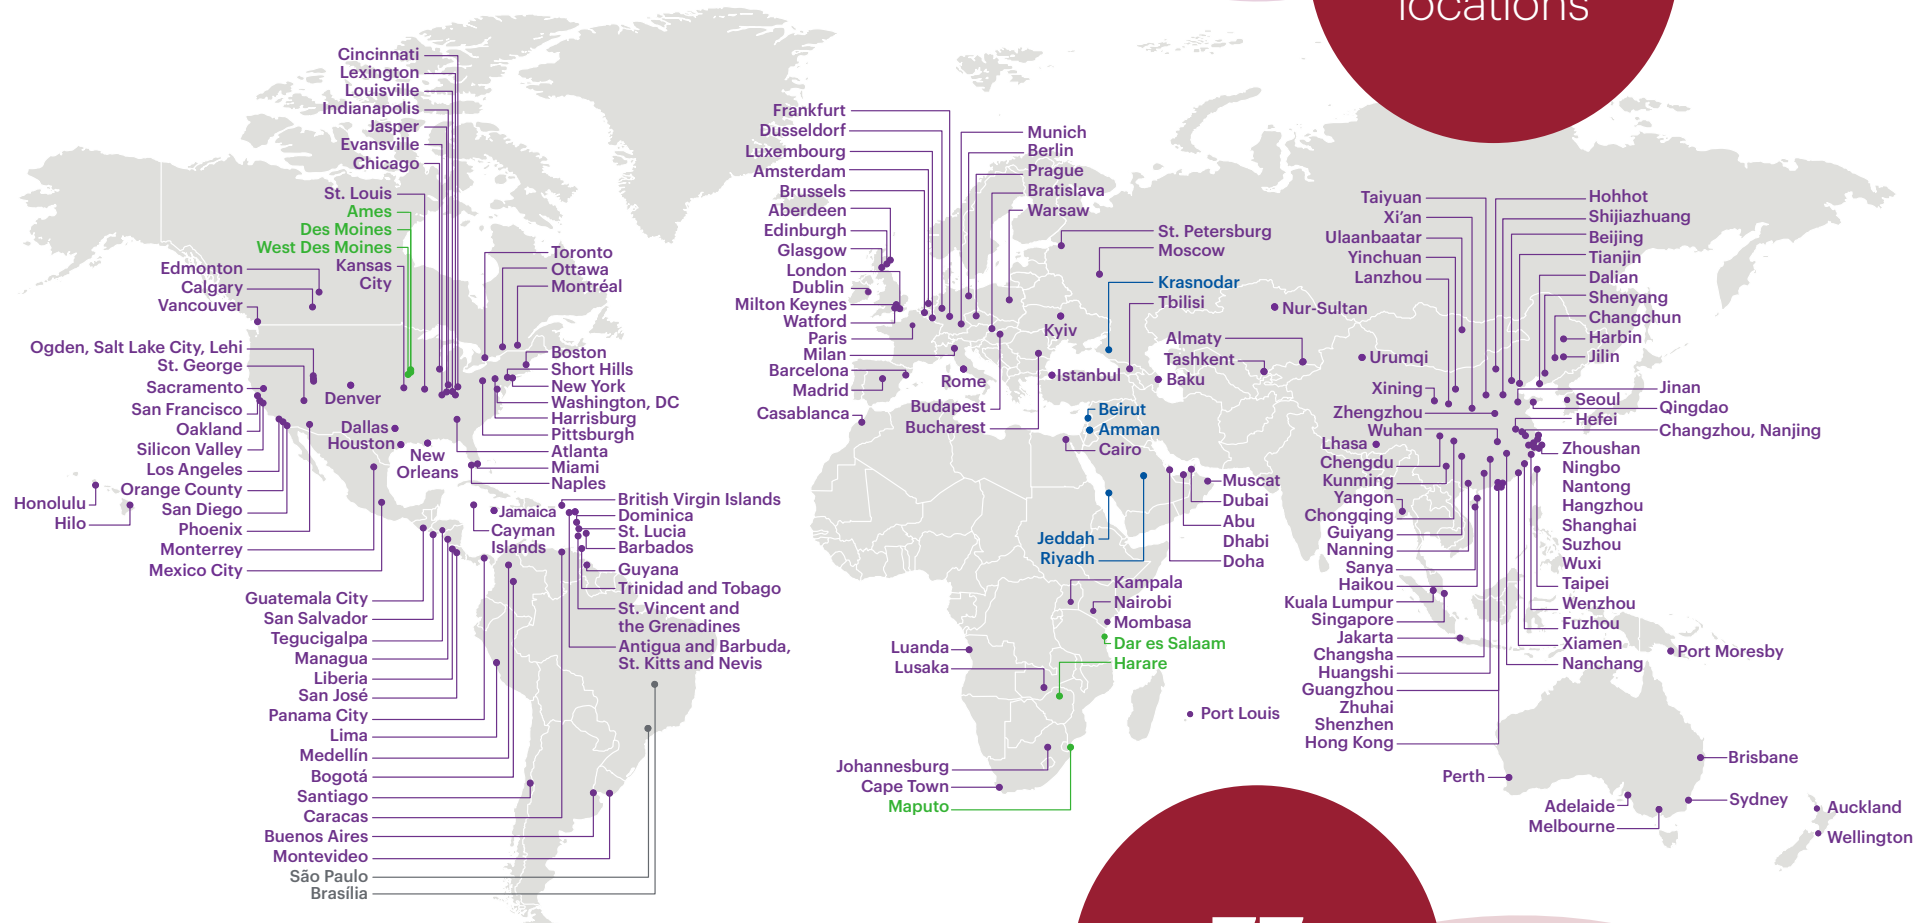 locations
Cincinnati
Lexington
Louisville
Indianapolis
Jasper
Evansville
Chicago
St. Louis
Ames
Des Moines
West Des Moines
Kansas
City
Edmonton
Calgary
Vancouver
Toronto
Ottawa
Montréal
Ogden, Salt Lake City, Lehi
St. George
Sacramento
San Francisco
Oakland
Silicon Valley
Los Angeles
Orange County
San Diego
Phoenix
Monterrey
Mexico City
Honolulu
Hilo
Denver
Dallas
Houston
New
Orleans
Boston
Short Hills
New York
Washington, DC
Harrisburg
Pittsburgh
Atlanta
Miami
Naples
Jamaica
Cayman
Islands
British Virgin Islands
Dominica
St. Lucia
Barbados
Guyana
Trinidad and Tobago
St. Vincent and
the Grenadines
Antigua and Barbuda,
St. Kitts and Nevis
Guatemala City
San Salvador
Tegucigalpa
Managua
Liberia
San José
Panama City
Lima
Medellín
Bogotá
Santiago
Caracas
Buenos Aires
Montevideo
São Paulo
Brasília
Frankfurt
Dusseldorf
Luxembourg
Amsterdam
Brussels
Aberdeen
Edinburgh
Glasgow
London
Dublin
Milton Keynes
Watford
Paris
Milan
Barcelona
Madrid
Casablanca
Rome
Budapest
Bucharest
Munich
Berlin
Prague
Bratislava
Warsaw
St. Petersburg
Moscow
Krasnodar
Tbilisi
Kyiv
Istanbul
Baku
Nur-Sultan
Almaty
Tashkent
Beirut
Amman
Cairo
Jeddah
Riyadh
Muscat
Dubai
Abu
Dhabi
Doha
Kampala
Nairobi
Mombasa
Dar es Salaam
Harare
Luanda
Lusaka
Port Louis
Johannesburg
Cape Town
Maputo
Taiyuan
Xi'an
Ulaanbaatar
Yinchuan
Lanzhou
Urumqi
Xining
Zhengzhou
Wuhan
Lhasa
Chengdu
Kunming
Yangon
Chongqing
Guiyang
Nanning
Sanya
Haikou
Kuala Lumpur
Singapore
Jakarta
Changsha
Huangshi
Guangzhou
Zhuhai
Shenzhen
Hong Kong
Hohhot
Shijiazhuang
Beijing
Tianjin
Dalian
Shenyang
Changchun
Harbin
Jilin
Jinan
Seoul
Qingdao
Hefei
Changzhou, Nanjing
Zhoushan
Ningbo
Nantong
Hangzhou
Shanghai
Suzhou
Wuxi
Taipei
Wenzhou
Fuzhou
Xiamen
Nanchang
Port Moresby
Perth
Adelaide
Melbourne
Brisbane
Sydney
Auckland
Wellington